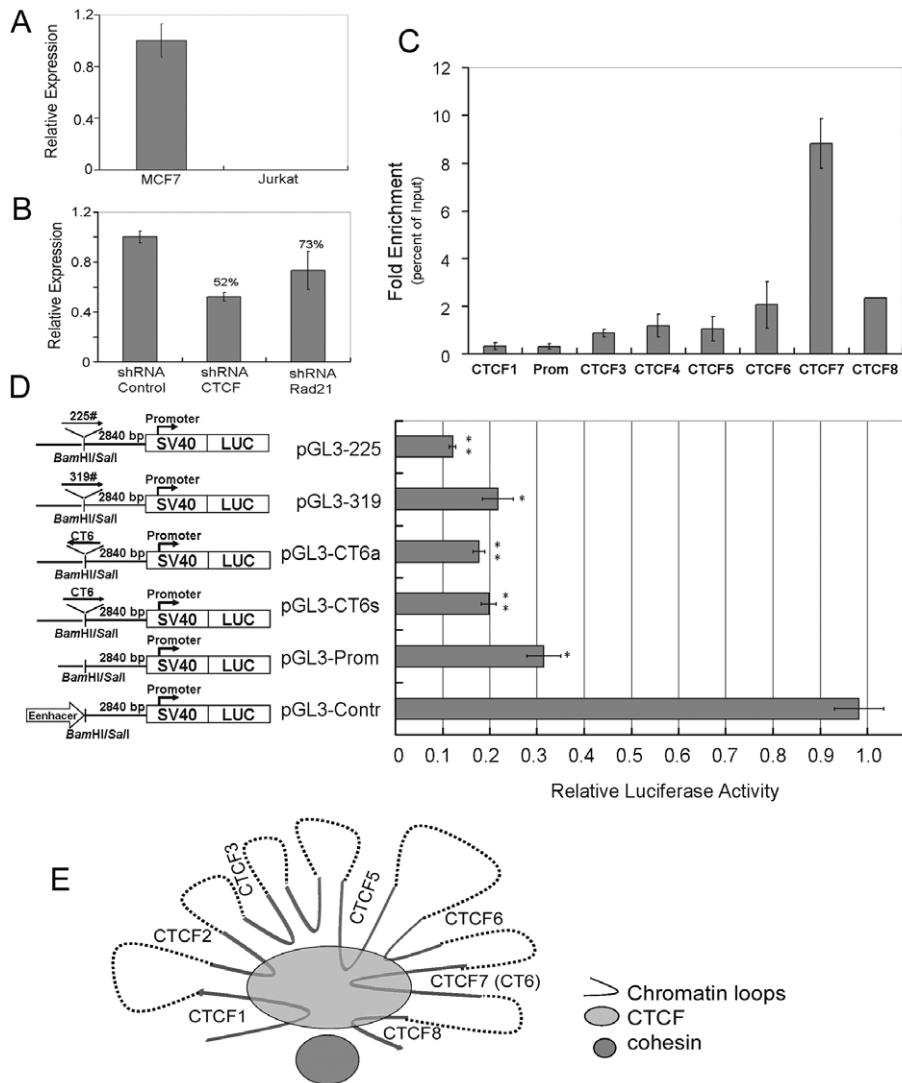 A
Relative Expression
1.2
0.8
0.4
0
MCF7
Jurkat
B
Relative Expression
1.2
0.8
0.4
0
52%
73%
shRNA Control
shRNA CTCF
shRNA Rad21
C
Fold Enrichment
(percent of Input)
12
10
8
6
4
2
0
CTCF1
Prom
CTCF3
CTCF4
CTCF5
CTCF6
CTCF7
CTCF8
D
225#
2840 bp
Promoter
SV40
LUC
BamHI/SalI
pGL3-225
**
319#
2840 bp
Promoter
SV40
LUC
BamHI/SalI
pGL3-319
*
CT6
2840 bp
Promoter
SV40
LUC
BamHI/SalI
pGL3-CT6a
**
CT6
2840 bp
Promoter
SV40
LUC
BamHI/SalI
pGL3-CT6s
**
2840 bp
Promoter
SV40
LUC
BamHI/SalI
pGL3-Prom
*
Eenhacer
2840 bp
Promoter
SV40
LUC
BamHI/SalI
pGL3-Contr
0 0.1 0.2 0.3 0.4 0.5 0.6 0.7 0.8 0.9 1.0
Relative Luciferase Activity
E
CTCF1
CTCF2
CTCF3
CTCF5
CTCF6
CTCF7 (CT6)
CTCF8
Chromatin loops
CTCF
cohesin